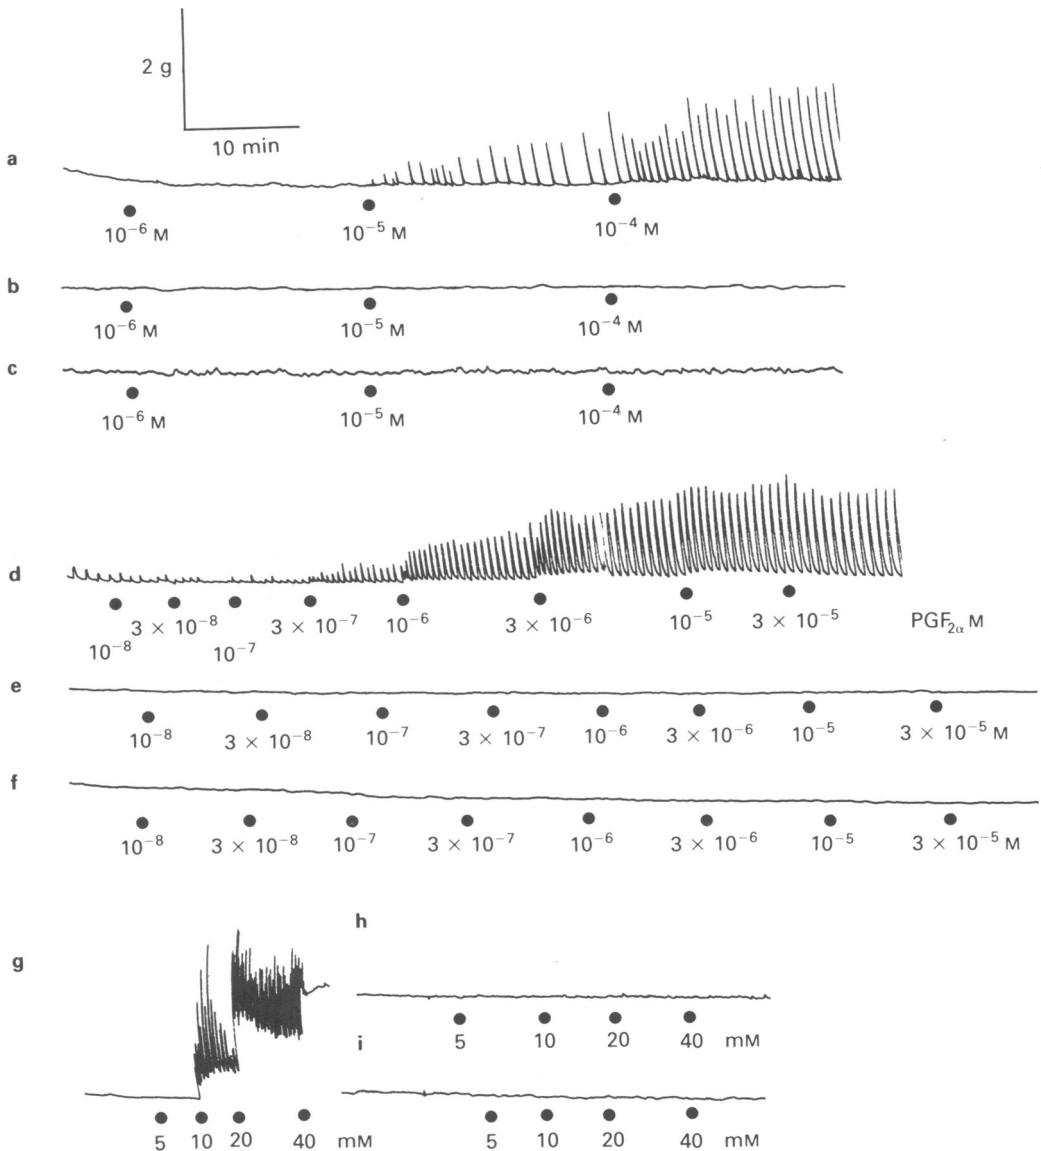 2 g
10 min
a
10⁻⁶ M 10⁻⁵ M 10⁻⁴ M
b
10⁻⁶ M 10⁻⁵ M 10⁻⁴ M
c
10⁻⁶ M 10⁻⁵ M 10⁻⁴ M
d
3 × 10⁻⁸ 3 × 10⁻⁷ 10⁻⁶ 3 × 10⁻⁶ 10⁻⁵ 3 × 10⁻⁵ PGF₂α M
10⁻⁸ 10⁻⁷
e
10⁻⁸ 3 × 10⁻⁸ 10⁻⁷ 3 × 10⁻⁷ 10⁻⁶ 3 × 10⁻⁶ 10⁻⁵ 3 × 10⁻⁵ M
f
10⁻⁸ 3 × 10⁻⁸ 10⁻⁷ 3 × 10⁻⁷ 10⁻⁶ 3 × 10⁻⁶ 10⁻⁵ 3 × 10⁻⁵ M
g
5 10 20 40 mM
h
5 10 20 40 mM
i
5 10 20 40 mM